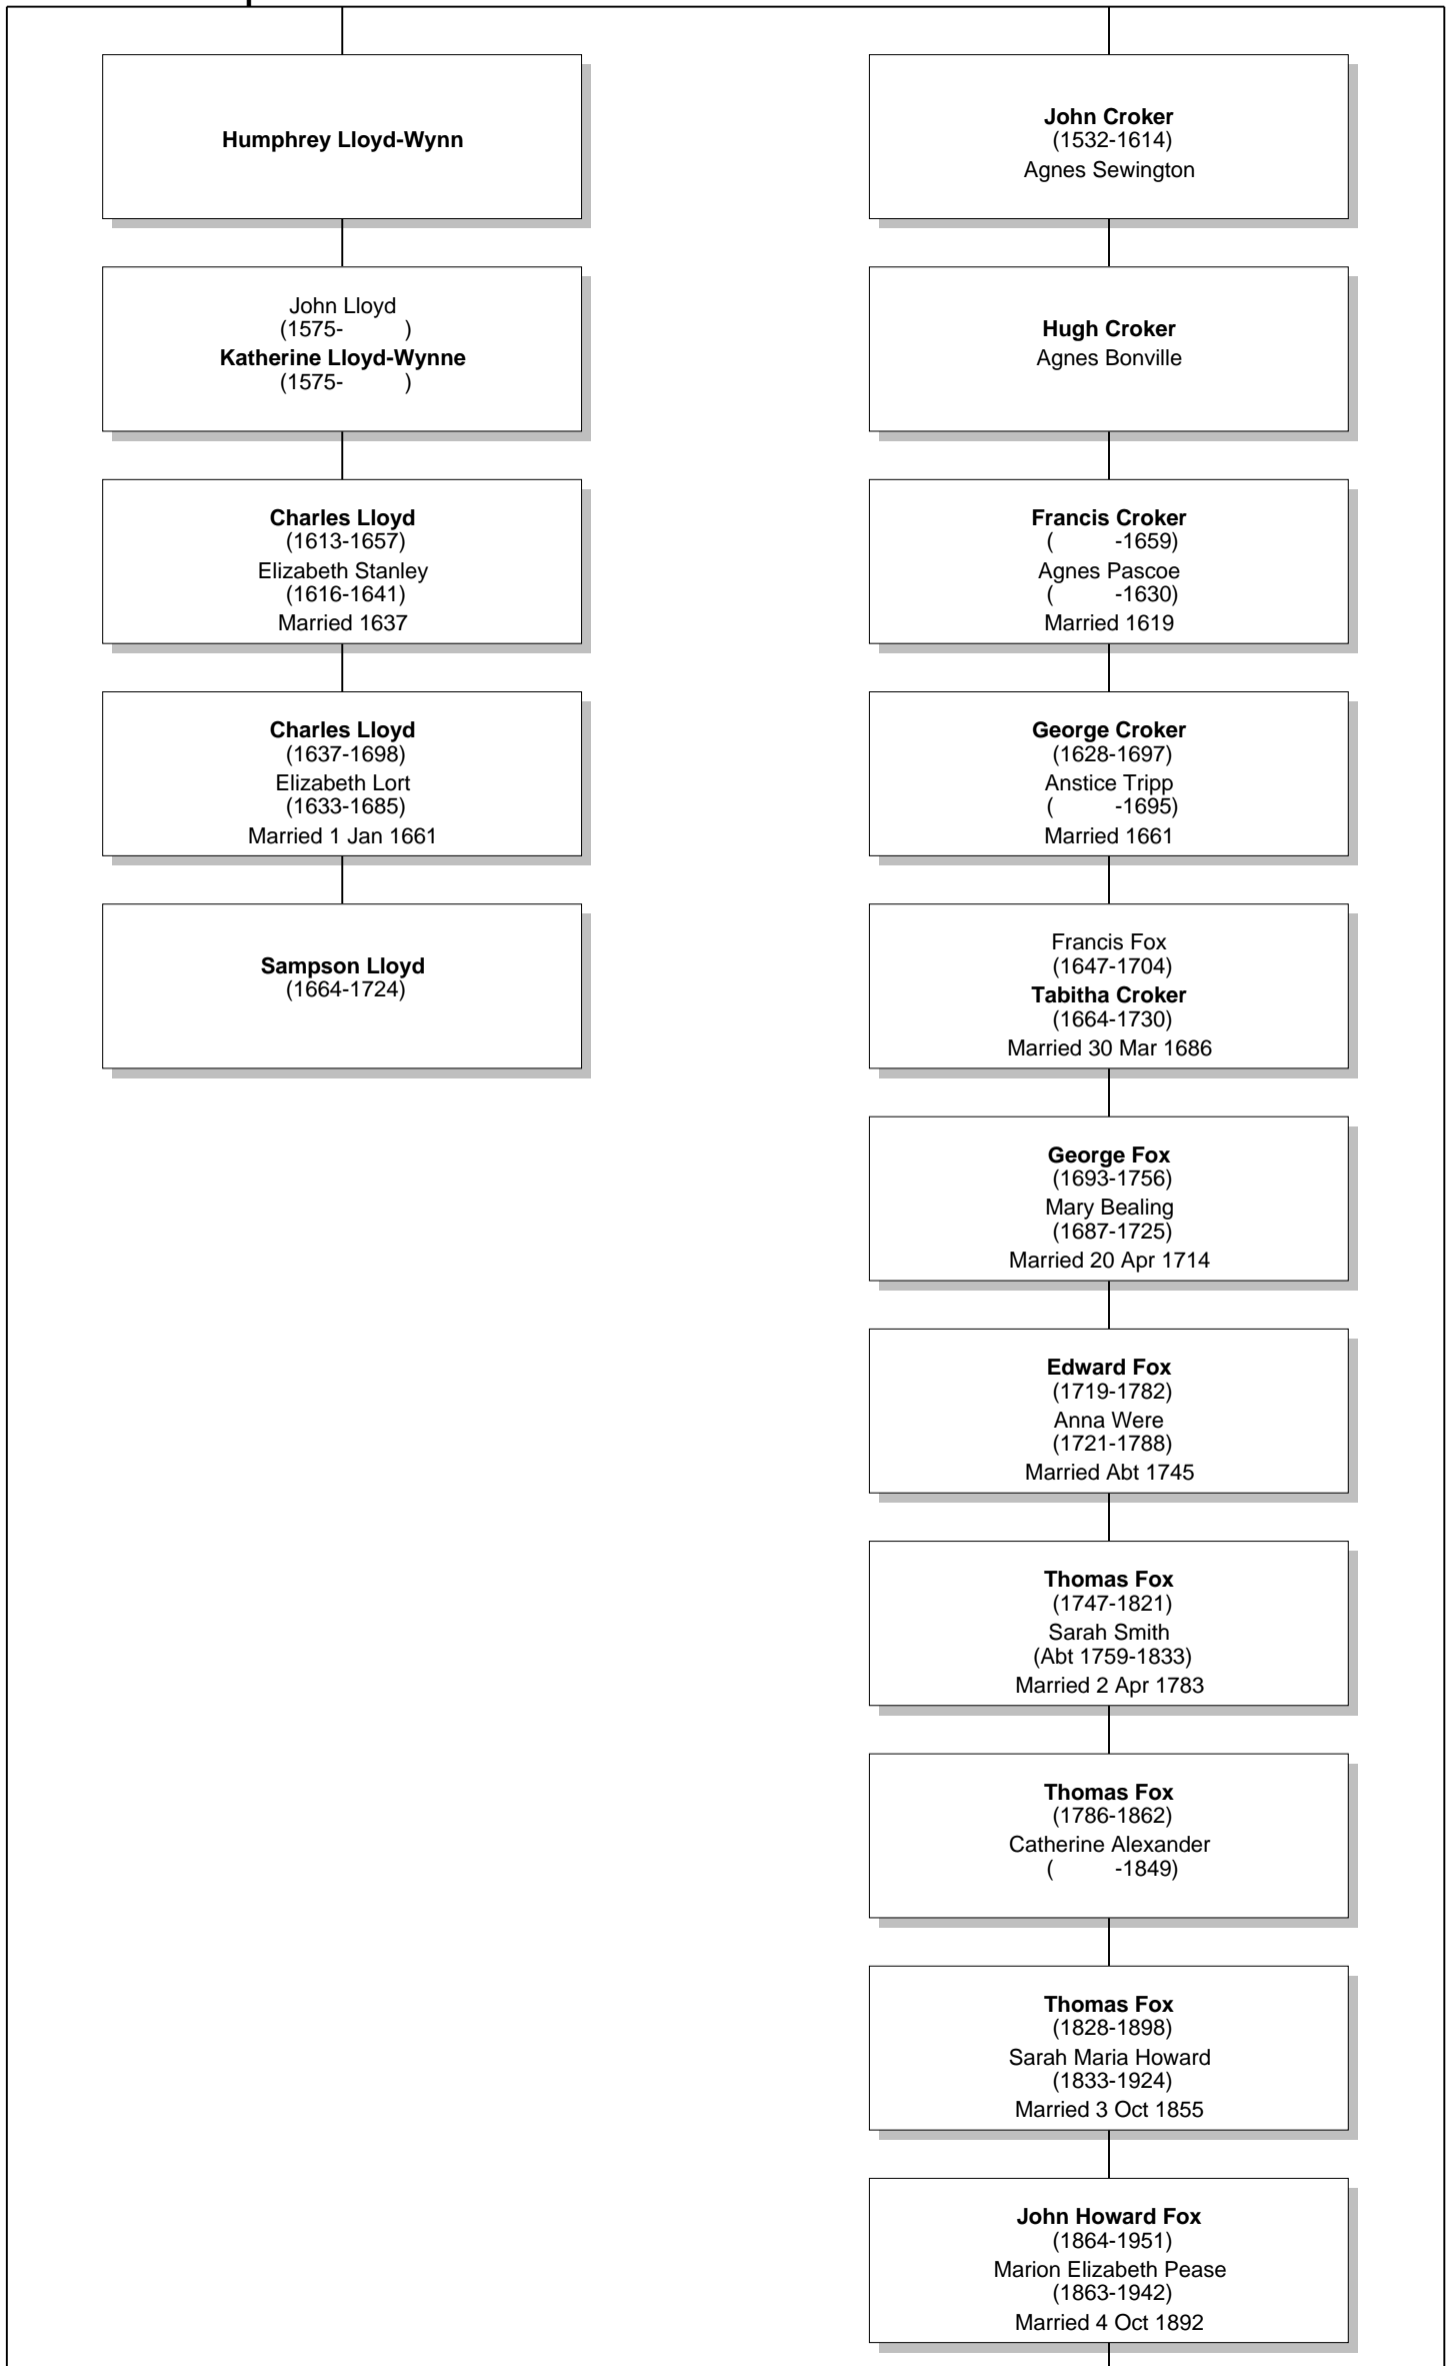 Humphrey Lloyd-Wynn
John Lloyd
(1575- )
Katherine Lloyd-Wynne
(1575- )
Charles Lloyd
(1613-1657)
Elizabeth Stanley
(1616-1641)
Married 1637
Charles Lloyd
(1637-1698)
Elizabeth Lort
(1633-1685)
Married 1 Jan 1661
Sampson Lloyd
(1664-1724)
John Croker
(1532-1614)
Agnes Sewington
Hugh Croker
Agnes Bonville
Francis Croker
( -1659)
Agnes Pascoe
( -1630)
Married 1619
George Croker
(1628-1697)
Anstice Tripp
( -1695)
Married 1661
Francis Fox
(1647-1704)
Tabitha Croker
(1664-1730)
Married 30 Mar 1686
George Fox
(1693-1756)
Mary Bealing
(1687-1725)
Married 20 Apr 1714
Edward Fox
(1719-1782)
Anna Were
(1721-1788)
Married Abt 1745
Thomas Fox
(1747-1821)
Sarah Smith
(Abt 1759-1833)
Married 2 Apr 1783
Thomas Fox
(1786-1862)
Catherine Alexander
( -1849)
Thomas Fox
(1828-1898)
Sarah Maria Howard
(1833-1924)
Married 3 Oct 1855
John Howard Fox
(1864-1951)
Marion Elizabeth Pease
(1863-1942)
Married 4 Oct 1892